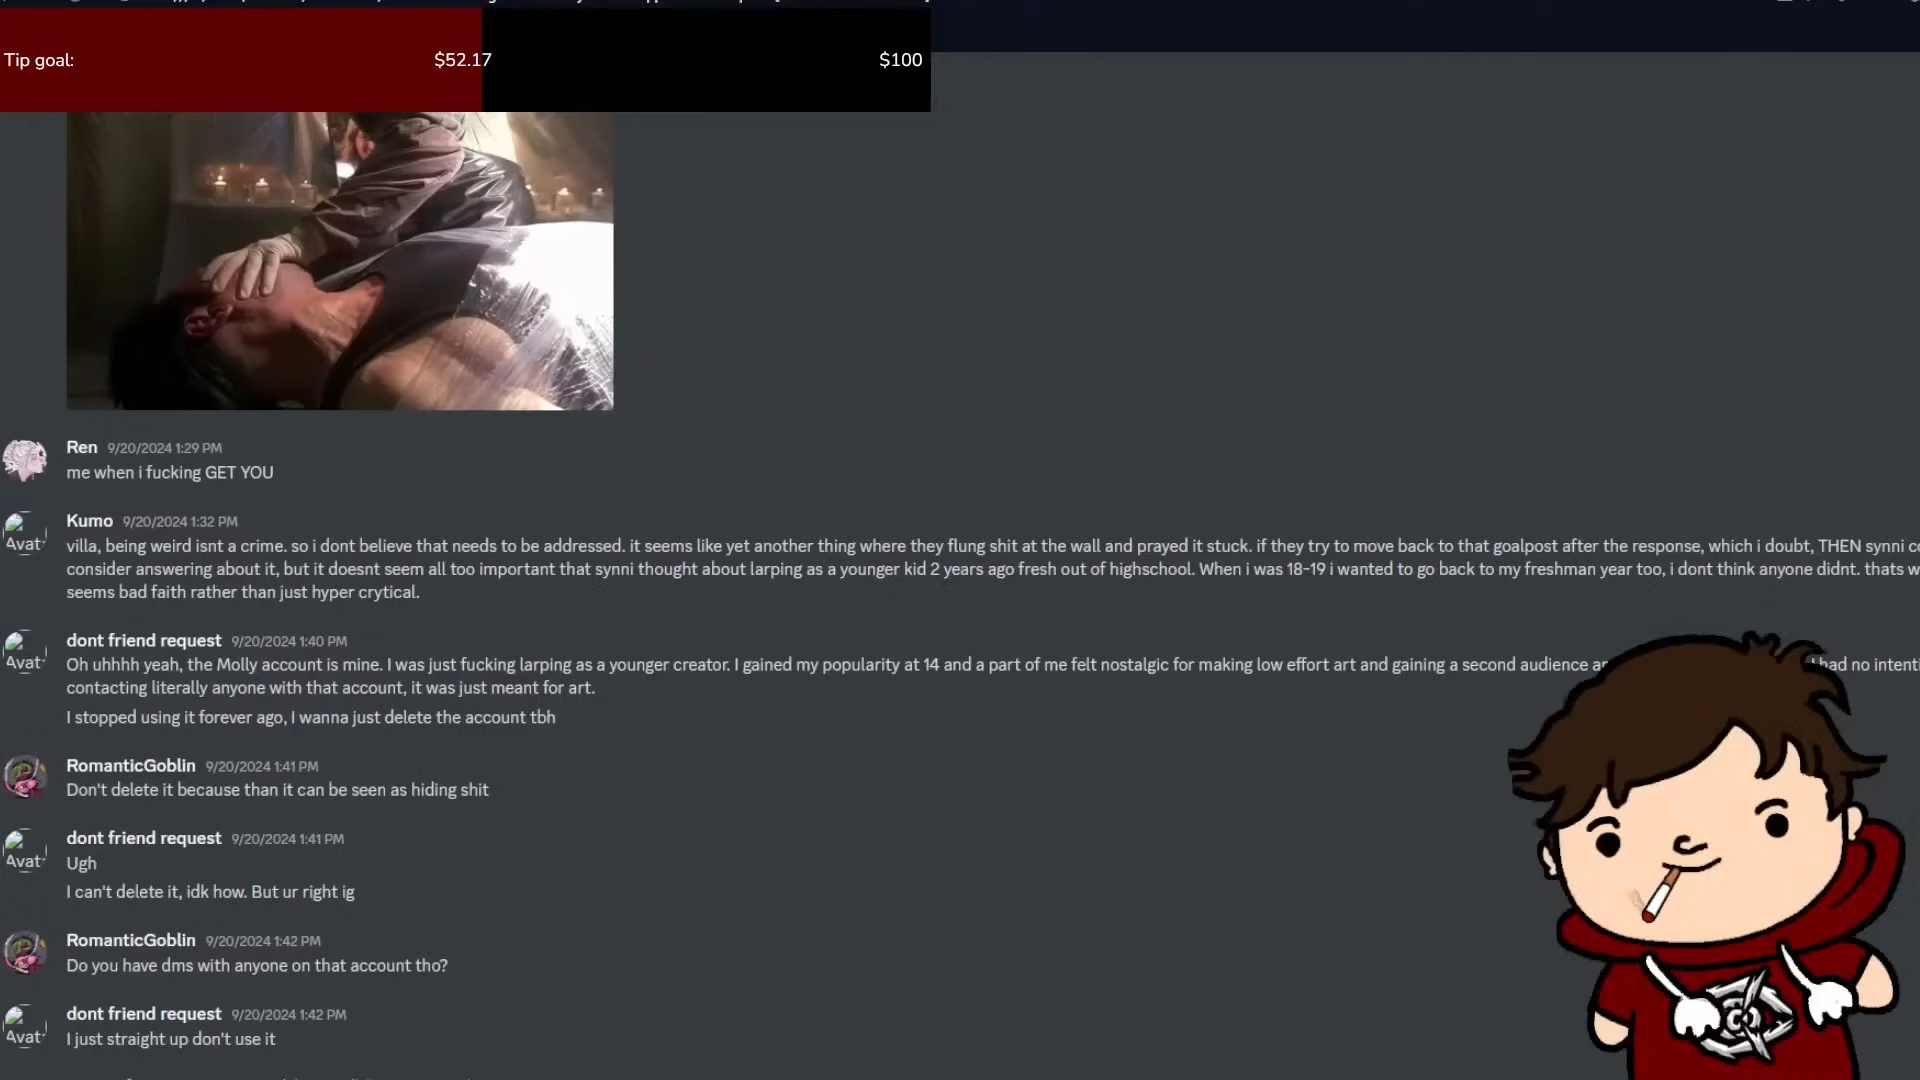 Tip goal: $52.17 $100
Ren 9/20/2024 1:29 PM
me when i fucking GET YOU
Kumo 9/20/2024 1:32 PM
villa, being weird isnt a crime. so i dont believe that needs to be addressed. it seems like yet another thing where they flung shit at the wall and prayed it stuck. if they try to move back to that goalpost after the response, which i doubt, THEN synni
consider answering about it, but it doesnt seem all too important that synni thought about larping as a younger kid 2 years ago fresh out of highschool. When i was 18-19 i wanted to go back to my freshman year too, i dont think anyone didnt. thats
seems bad faith rather than just hyper crytical.
Avat
dont friend request 9/20/2024 1:40 PM
Oh uhhhh yeah, the Molly account is mine. I was just fucking larping as a younger creator. I gained my popularity at 14 and a part of me felt nostalgic for making low effort art and gaining a second audience I had no
contacting literally anyone with that account, it was just meant for art.
Avat
I stopped using it forever ago, I wanna just delete the account tbh
RomanticGoblin 9/20/2024 1:41 PM
Don't delete it because than it can be seen as hiding shit
dont friend request 9/20/2024 1:41 PM
Avat
Ugh
I can't delete it, idk how. But ur right ig
RomanticGoblin 9/20/2024 1:42 PM
Do you have dms with anyone on that account tho?
dont friend request 9/20/2024 1:42 PM
Avat
I just straight up don't use it